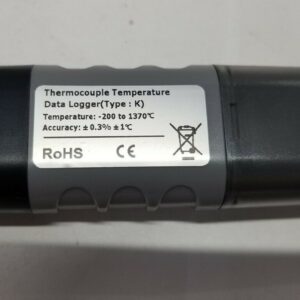 Thermocouple Temperature
Data Logger(Type : K)
Temperature: -200 to 1370℃
Accuracy: ± 0.3% ± 1℃
RoHS CE